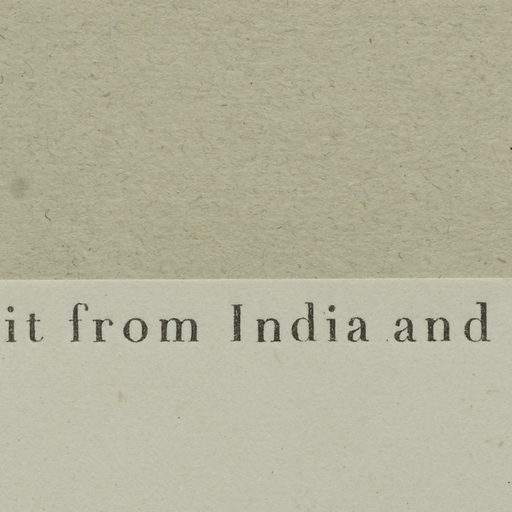 it from India and